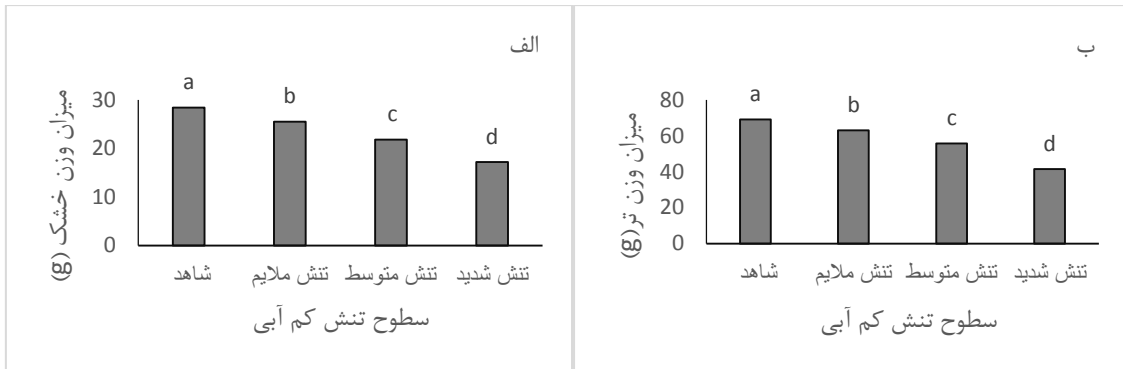 الف
a
b
c
d
30
20
10
0
میزان وزن خشک (g)
شاهد
تنش ملایم
تنش متوسط
تنش شدید
سطوح تنش کم آبی
ب
a
b
c
d
80
60
40
20
0
میزان وزن تر(g)
شاهد
تنش ملایم
تنش متوسط
تنش شدید
سطوح تنش کم آبی